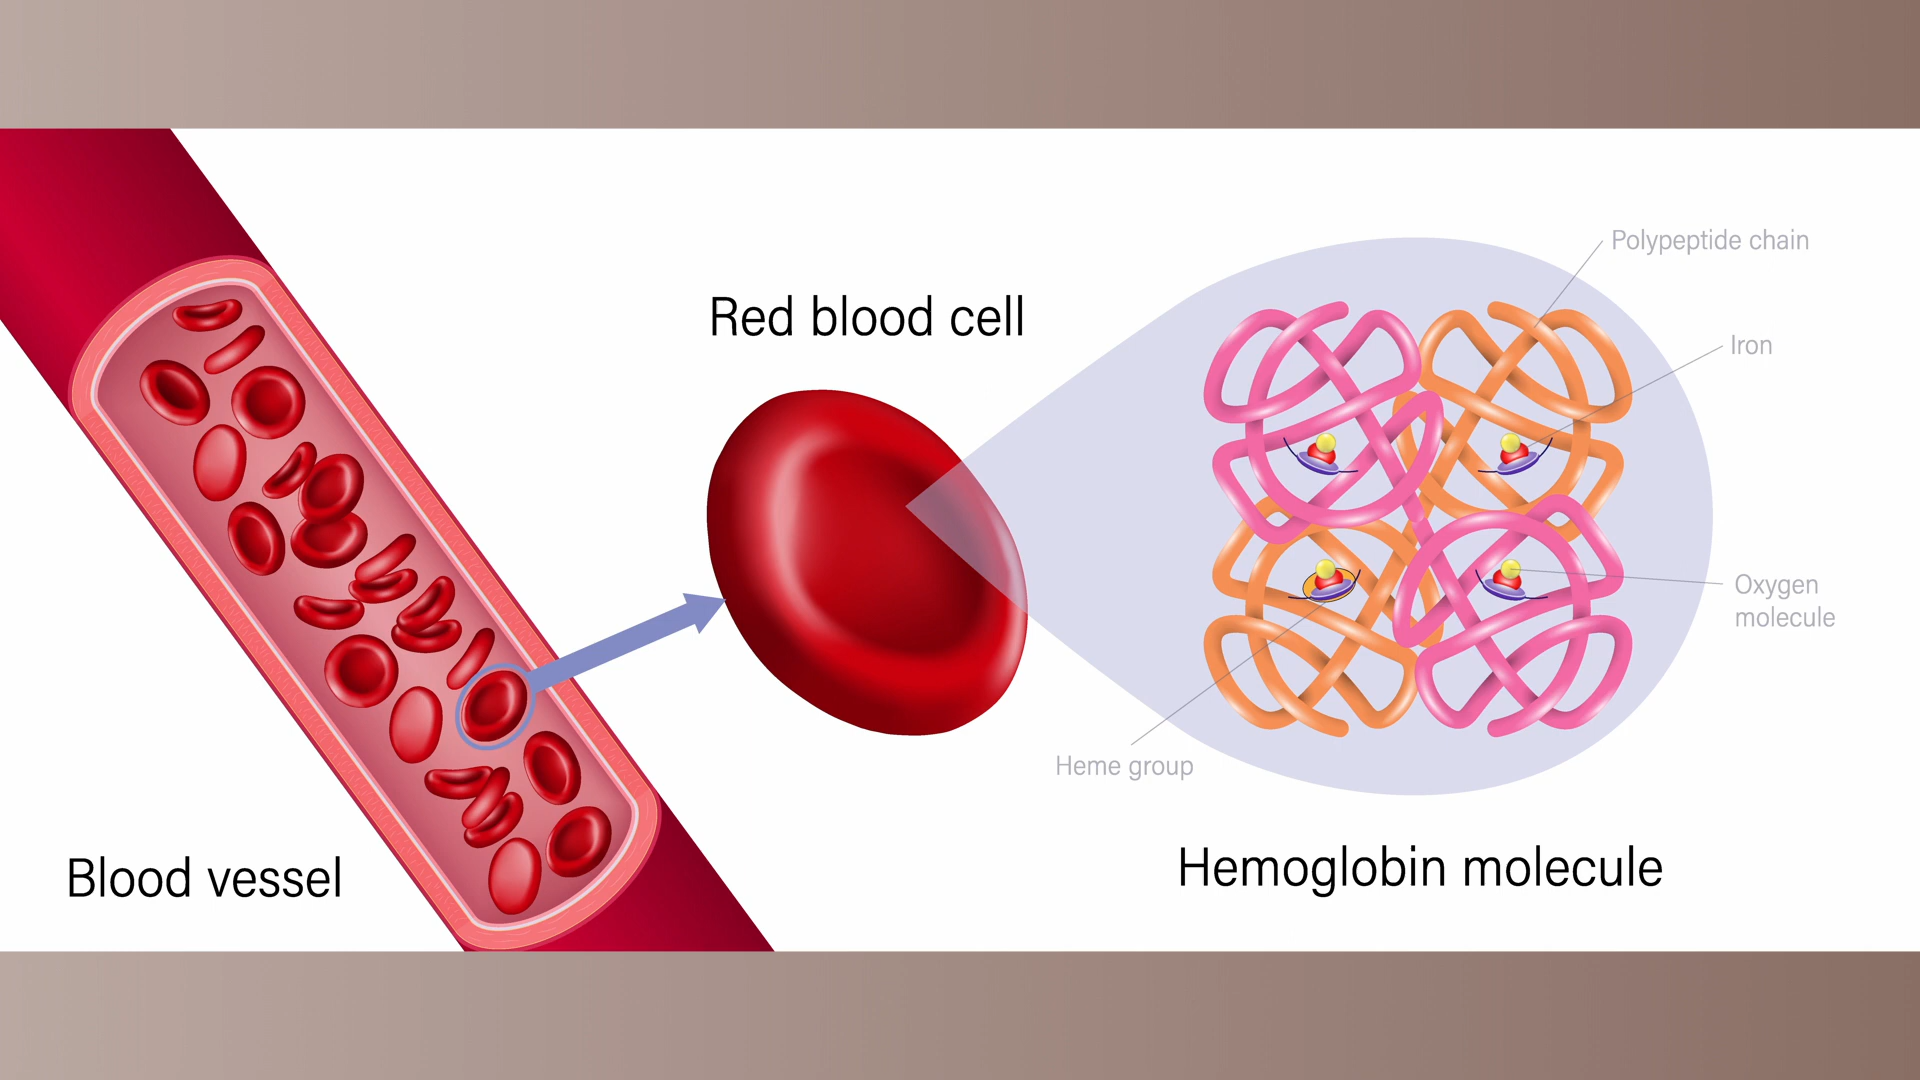 Polypeptide chain
Red blood cell
Iron
Oxygen
molecule
Heme group
Blood vessel
Hemoglobin molecule